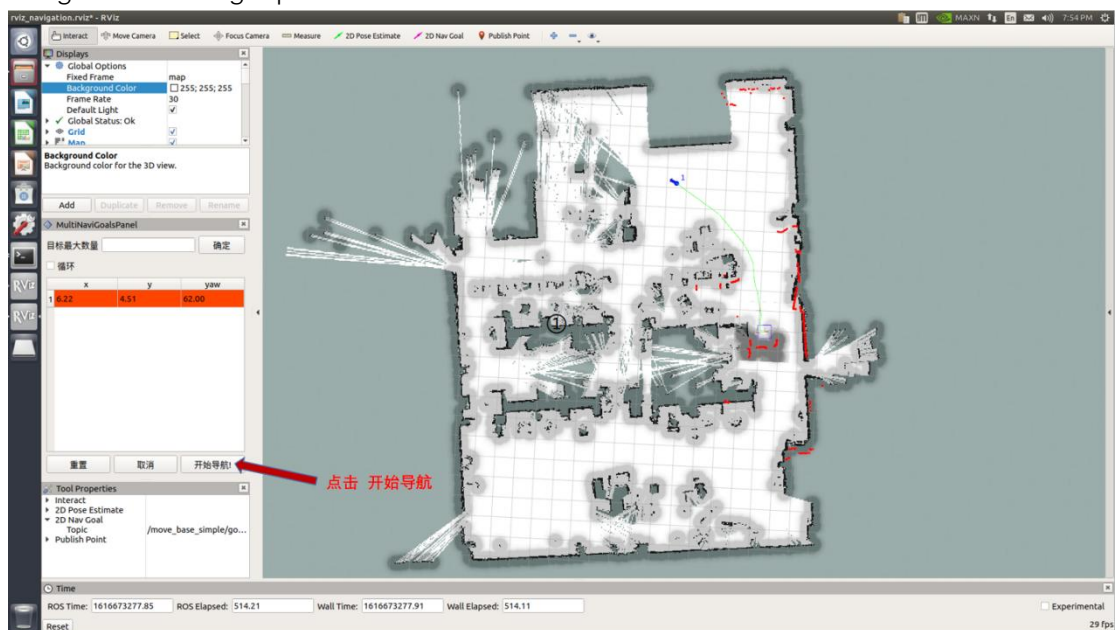 rviz_navigation.rviz* - RViz
MAXN
En
7:54 PM
Interact
Move Camera
Select
Focus Camera
Measure
2D Pose Estimate
2D Nav Goal
Publish Point
Displays
Global Options
Fixed Frame map
Background Color 255; 255; 255
Frame Rate 30
Default Light
Global Status: Ok
Grid
Map
Background Color
Background color for the 3D view.
Add Duplicate Remove Rename
MultiNaviGoalsPanel
目标最大数量 确定
循环
x y yaw
1 6.22 4.51 62.00
重置 取消 开始导航!
点击 开始导航
1
①
Tool Properties
Interact
2D Pose Estimate
2D Nav Goal
Topic /move_base_simple/go...
Publish Point
Time
ROS Time: 1616673277.85 ROS Elapsed: 514.21 Wall Time: 1616673277.91 Wall Elapsed: 514.11 Experimental
Reset 29 fps